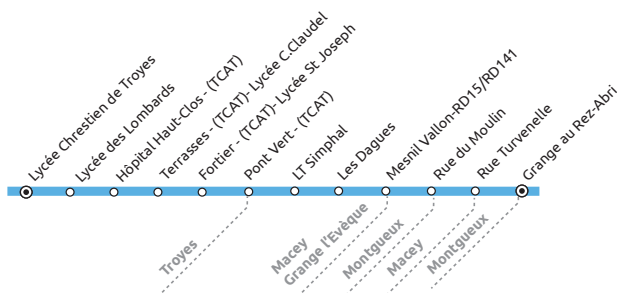 Lycée Chrestien de Troyes
Lycée des Lombards
Hôpital Haut-Clos - (TCAT)
Terrasses - (TCAT)- Lycée C.Claudel
Fortier - (TCAT)- Lycée St Joseph
Pont Vert - (TCAT)
LT Simphal
Les Dagues
Mesnil Vallon-RD15/RD141
Rue du Moulin
Rue Turvenelle
Grange au Rez-Abri
Troyes
Macey
Grange l'Evèque
Montgueux
Macey
Montgueux